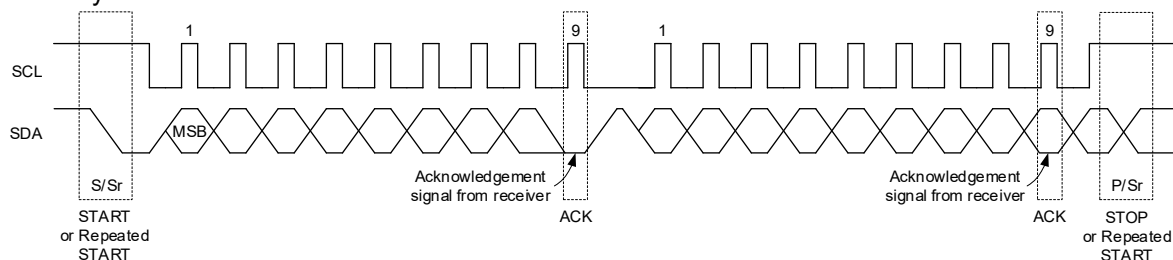 1
9
1
9
SCL
SDA
MSB
S/Sr
Acknowledgement
signal from receiver
Acknowledgement
signal from receiver
P/Sr
START
or Repeated
START
ACK
ACK
STOP
or Repeated
START